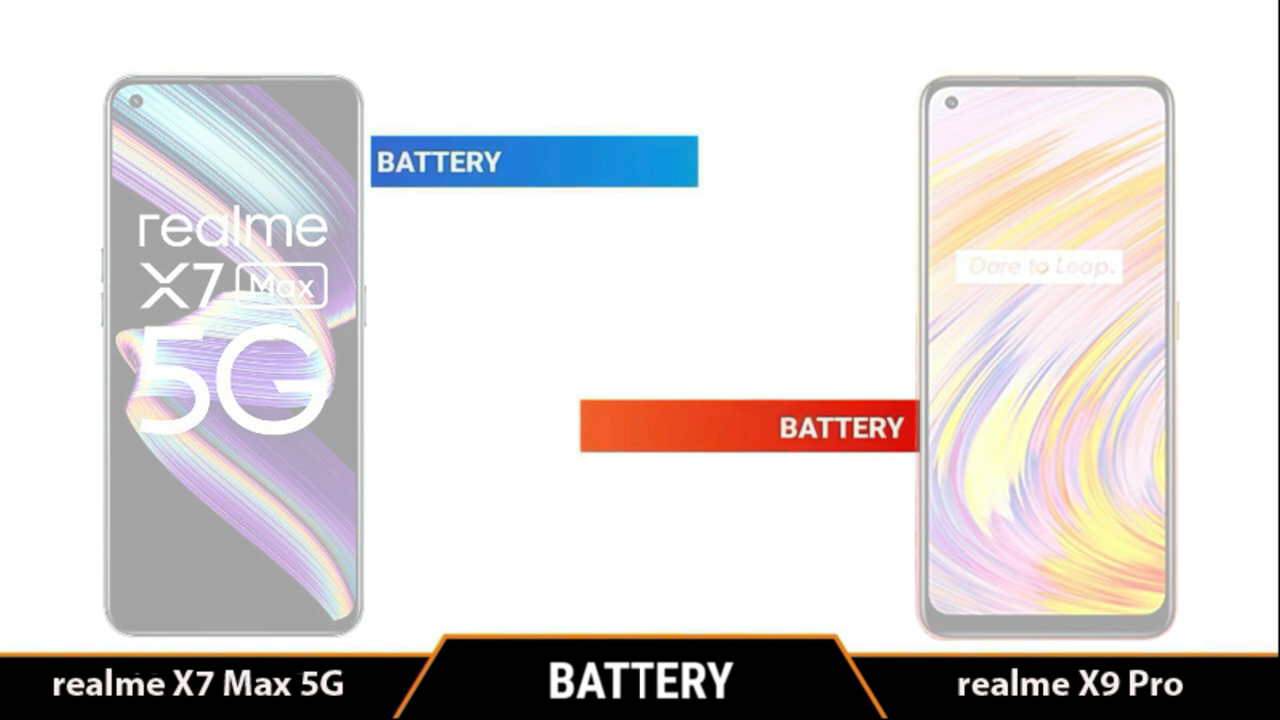 BATTERY
realme
X7 Max
5G
Dare to Leap.
BATTERY
realme X7 Max 5G
BATTERY
realme X9 Pro